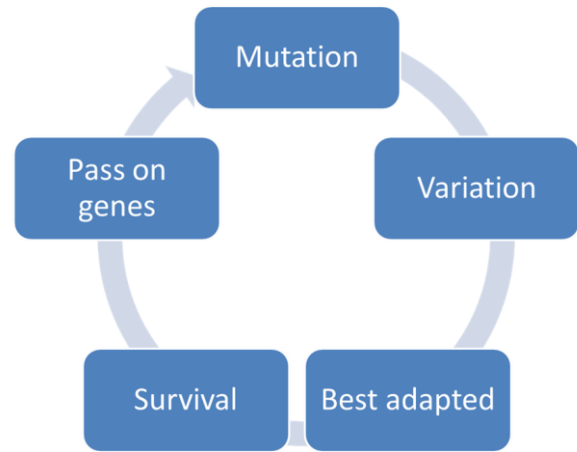 Mutation
Variation
Best adapted
Survival
Pass on
genes